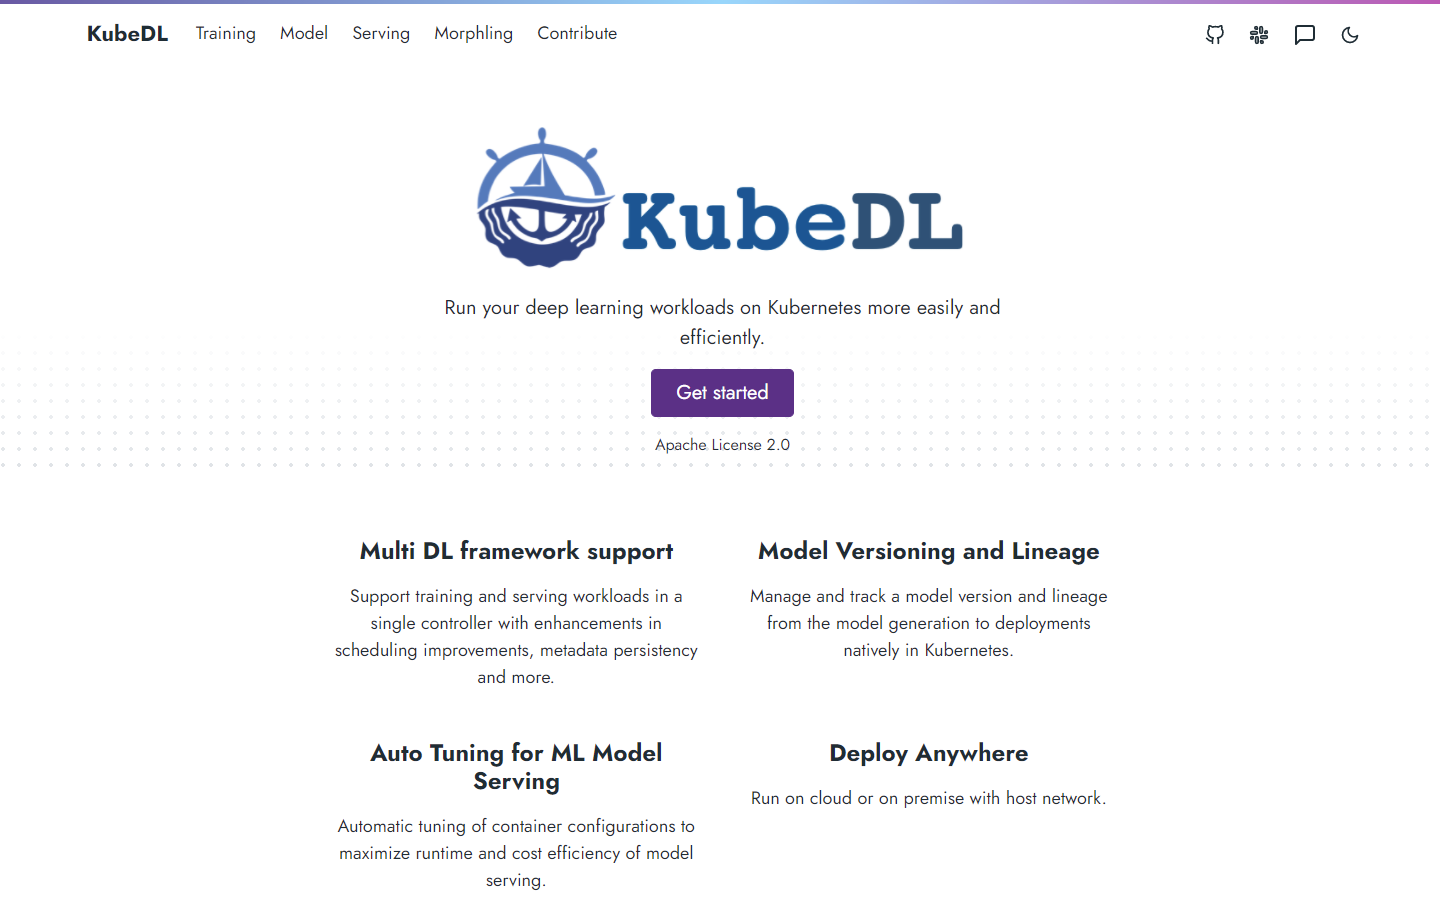 KubeDL Training Model Serving Morphling Contribute
KubeDL
Run your deep learning workloads on Kubernetes more easily and
efficiently.
Get started
Apache License 2.0
Multi DL framework support
Support training and serving workloads in a
single controller with enhancements in
scheduling improvements, metadata persistency
and more.
Model Versioning and Lineage
Manage and track a model version and lineage
from the model generation to deployments
natively in Kubernetes.
Auto Tuning for ML Model
Serving
Automatic tuning of container configurations to
maximize runtime and cost efficiency of model
serving.
Deploy Anywhere
Run on cloud or on premise with host network.